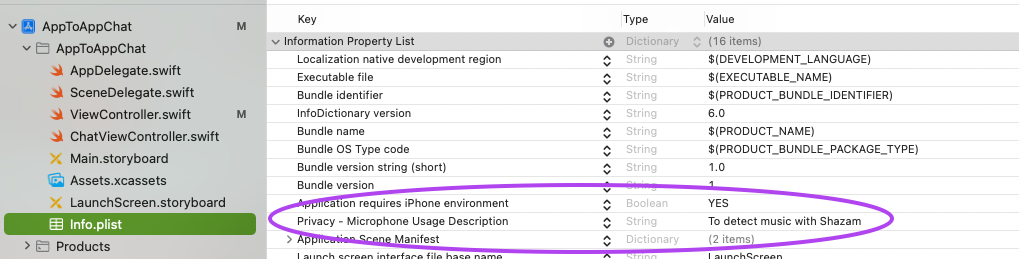 Key Type Value
AppToAppChat M
Information Property List Dictionary (16 items)
AppToAppChat
Localization native development region String $(DEVELOPMENT_LANGUAGE)
AppDelegate.swift
Executable file String $(EXECUTABLE_NAME)
SceneDelegate.swift
Bundle identifier String $(PRODUCT_BUNDLE_IDENTIFIER)
ViewController.swift M
InfoDictionary version String 6.0
ChatViewController.swift
Bundle name String $(PRODUCT_NAME)
Main.storyboard
Bundle OS Type code String $(PRODUCT_BUNDLE_PACKAGE_TYPE)
Assets.xcassets
Bundle version string (short) String 1.0
LaunchScreen.storyboard
Bundle version String 1
Application requires iPhone environment Boolean YES
Info.plist
Privacy - Microphone Usage Description String To detect music with Shazam
Products
Application Scene Manifest Dictionary (2 items)
Launch screen interface file base name String LaunchScreen